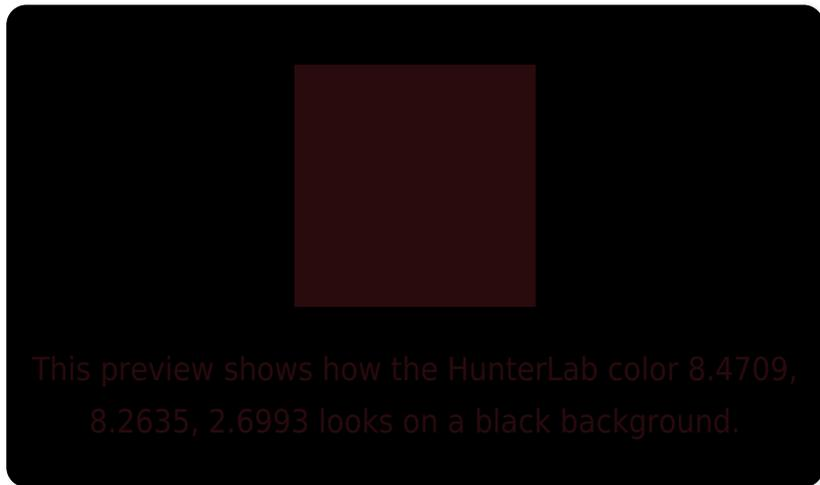 This preview shows how the HunterLab color 8.4709,
8.2635, 2.6993 looks on a black background.